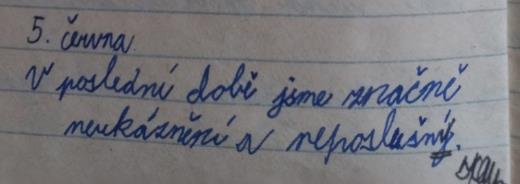 5. června
V poslední době jsme značně
neukáznění a neposlušný.